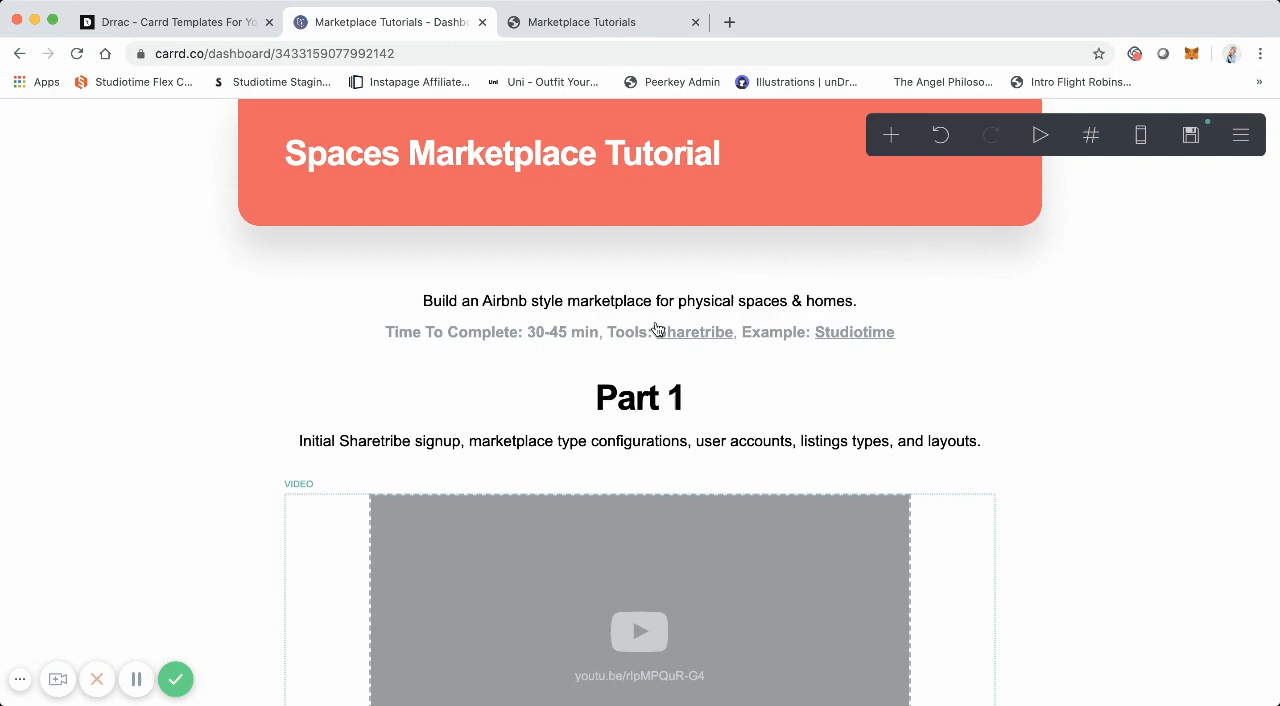 Drrac - Carrd Templates For Yo
Marketplace Tutorials - Dashb
Marketplace Tutorials
carrd.co/dashboard/3433159077992142
Apps
Studiotime Flex C...
Studiotime Stagin...
Instapage Affiliate...
Uni - Outfit Your...
Peerkey Admin
Illustrations | unDr...
The Angel Philoso...
Intro Flight Robins...
»
Spaces Marketplace Tutorial
Build an Airbnb style marketplace for physical spaces & homes.
Time To Complete: 30-45 min, Tools: Sharetribe, Example: Studiotime
Part 1
Initial Sharetribe signup, marketplace type configurations, user accounts, listings types, and layouts.
VIDEO
youtu.be/rlpMPQuR-G4